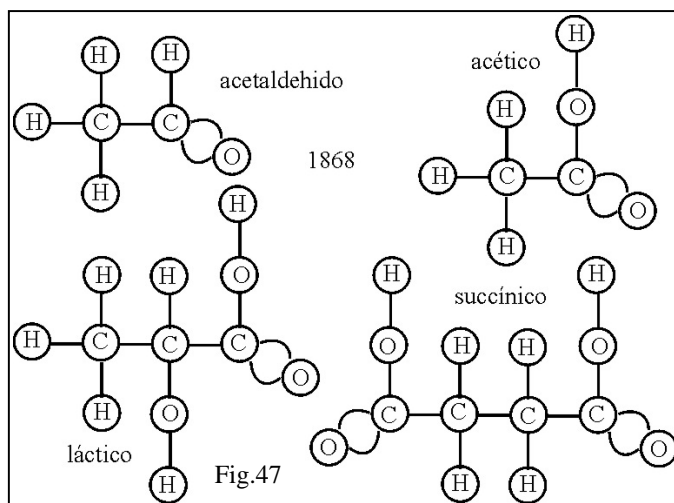 H H
acetaldehido
H C C
O
H
1868
H
acético
O
H
H C C
O
H
H
H H O
H C C C
O
H O
láctico
H
Fig.47
H H
succínico
O H H O
C C C C
O O
H H